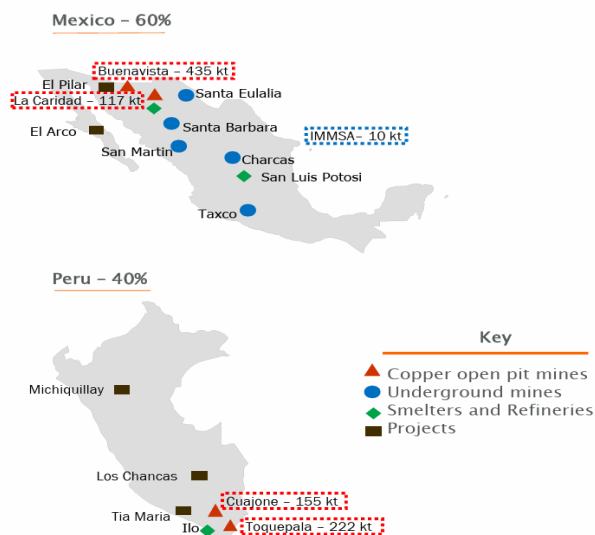 Mexico – 60%
Buenavista – 435 kt
El Pilar
La Caridad – 117 kt
Santa Eulalia
El Arco
Santa Barbara
IMMSA– 10 kt
San Martin
Charcas
San Luis Potosi
Taxco
Peru – 40%
Key
Copper open pit mines
Underground mines
Smelters and Refineries
Projects
Michiquillay
Los Chancas
Cuajone – 155 kt
Tia Maria
Toquepala – 222 kt
Ilo